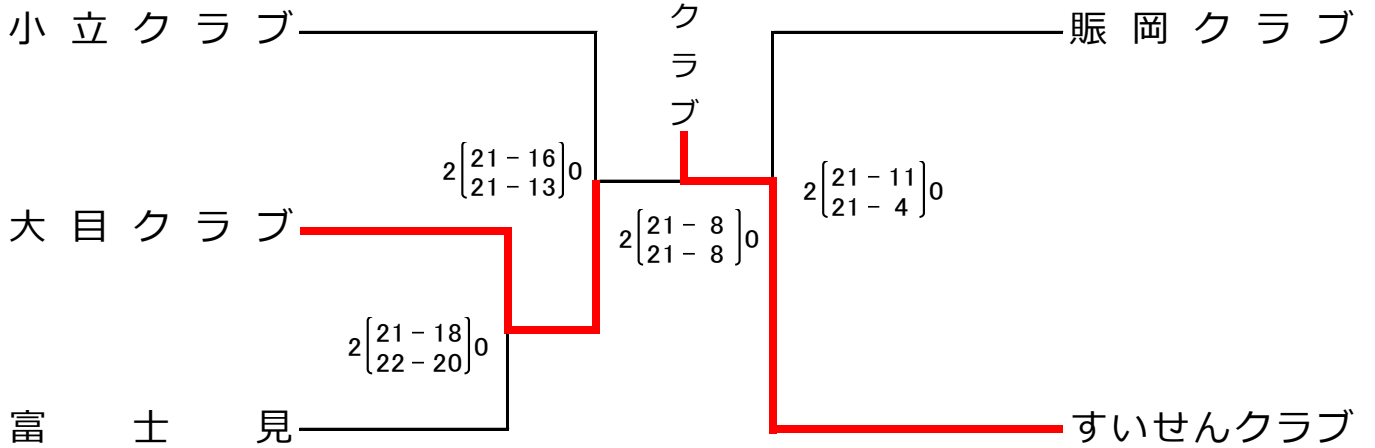 小立クラブ
クラブ
賑岡クラブ
2 21 - 16 0
21 - 13
2 21 - 11 0
21 - 4
大目クラブ
2 21 - 8 0
21 - 8
2 21 - 18 0
22 - 20
富士見
すいせんクラブ